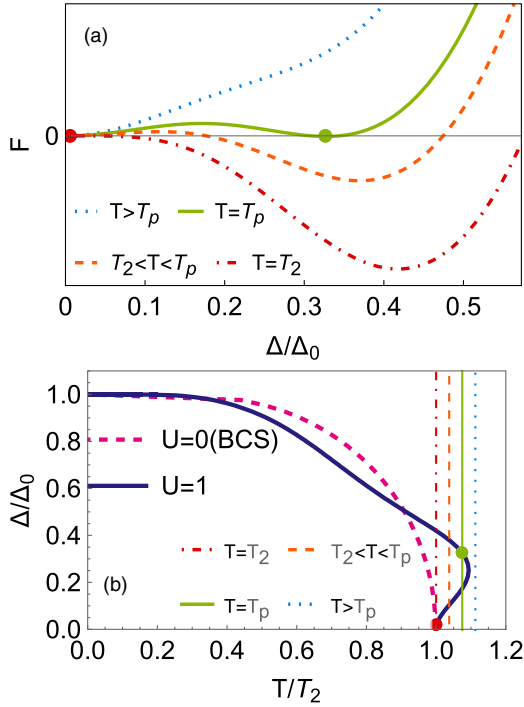 (a)
F
0
T>Tₚ T=Tₚ
T₂<T<Tₚ T=T₂
0 0.1 0.2 0.3 0.4 0.5
Δ/Δ₀
1.0
0.8
0.6
0.4
0.2
0.0
Δ/Δ₀
U=0(BCS)
U=1
T=T₂ T₂<T<Tₚ
(b)
T=Tₚ T>Tₚ
0.0 0.2 0.4 0.6 0.8 1.0 1.2
T/T₂